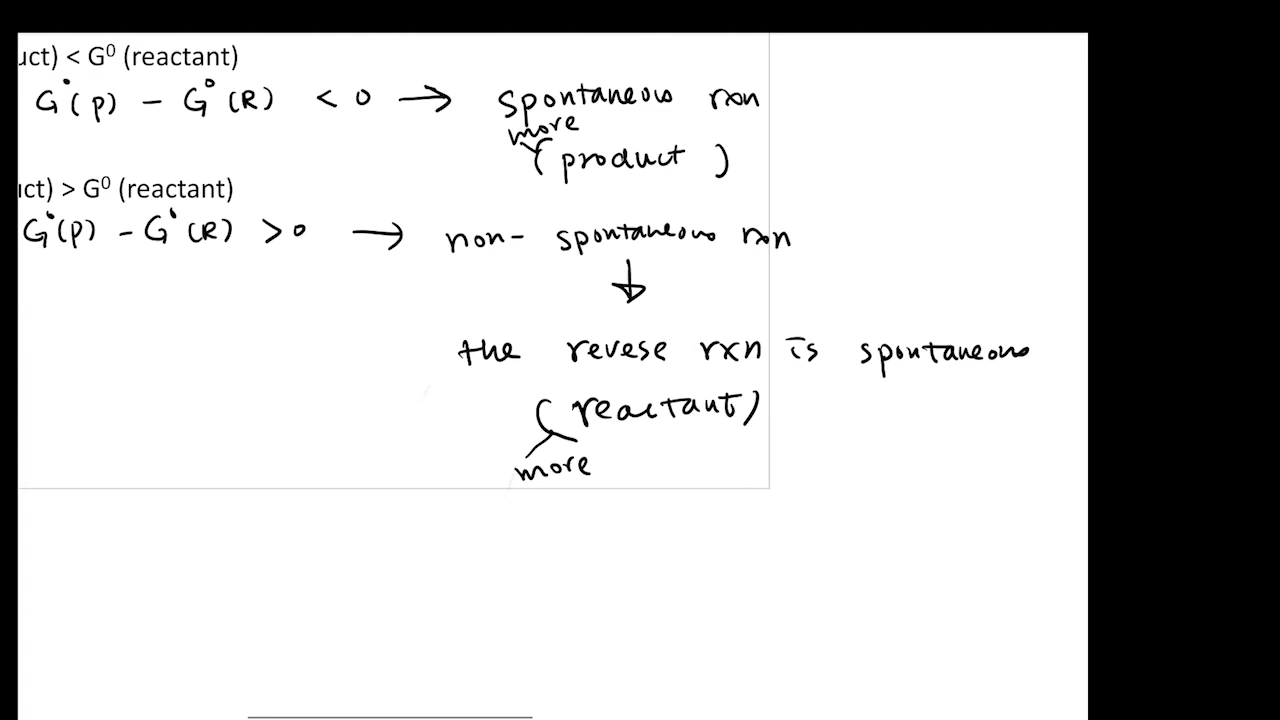 uct) < G⁰ (reactant)
G°(P) - G°(R) < 0 → spontaneous rxn
more
(product)
uct) > G⁰ (reactant)
G°(P) - G°(R) > 0 → non-spontaneous rxn
↓
the revese rxn is spontaneous
(reactant)
more